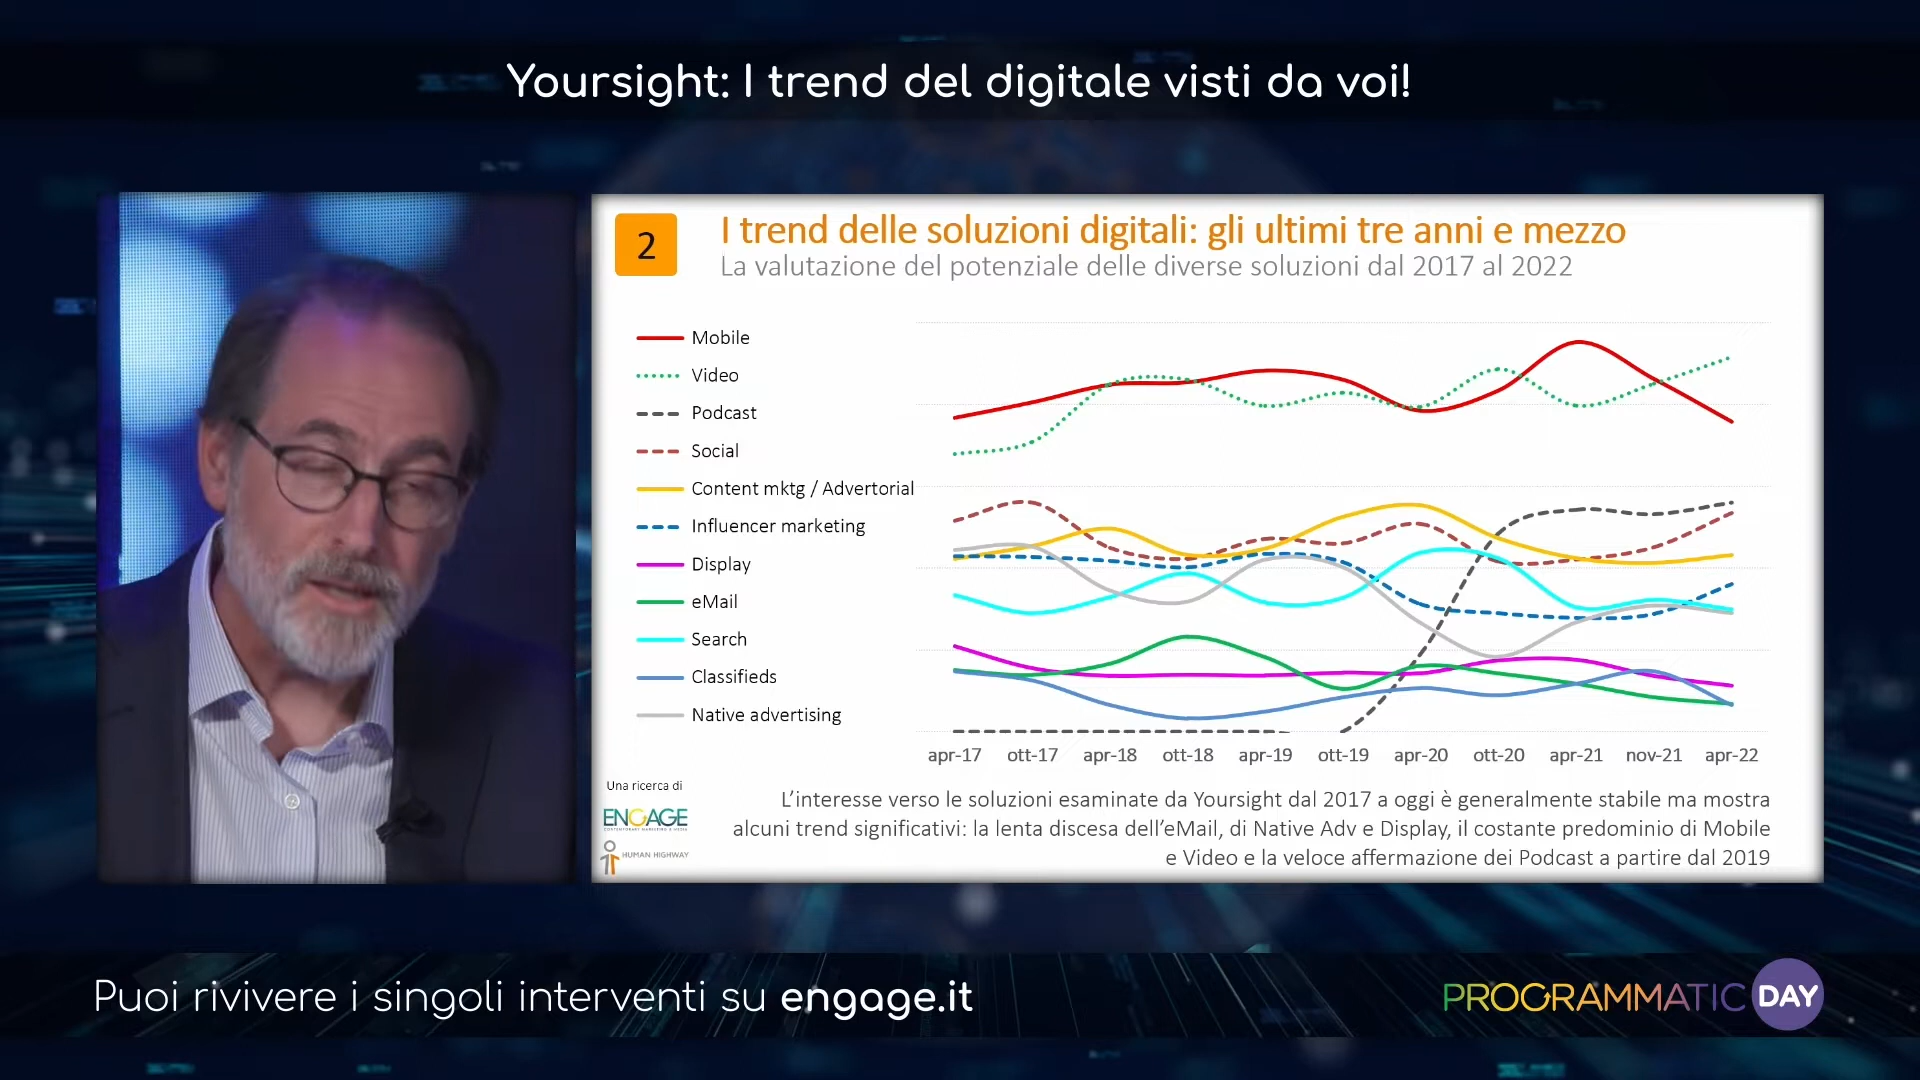 Yoursight: I trend del digitale visti da voi!
2
I trend delle soluzioni digitali: gli ultimi tre anni e mezzo
La valutazione del potenziale delle diverse soluzioni dal 2017 al 2022
Mobile
Video
Podcast
Social
Content mktg / Advertorial
Influencer marketing
Display
eMail
Search
Classifieds
Native advertising
apr-17 ott-17 apr-18 ott-18 apr-19 ott-19 apr-20 ott-20 apr-21 nov-21 apr-22
Una ricerca di
ENGAGE
HUMAN HIGHWAY
L'interesse verso le soluzioni esaminate da Yoursight dal 2017 a oggi è generalmente stabile ma mostra
alcuni trend significativi: la lenta discesa dell'eMail, di Native Adv e Display, il costante predominio di Mobile
e Video e la veloce affermazione dei Podcast a partire dal 2019
Puoi rivivere i singoli interventi su engage.it
PROGRAMMATIC DAY